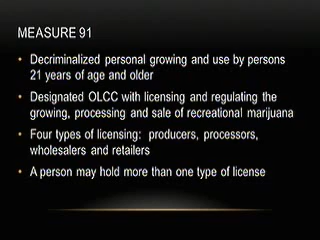 MEASURE 91
• Decriminalized personal growing and use by persons
21 years of age and older
• Designated OLCC with licensing and regulating the
growing, processing and sale of recreational marijuana
• Four types of licensing: producers, processors,
wholesalers and retailers
• A person may hold more than one type of license